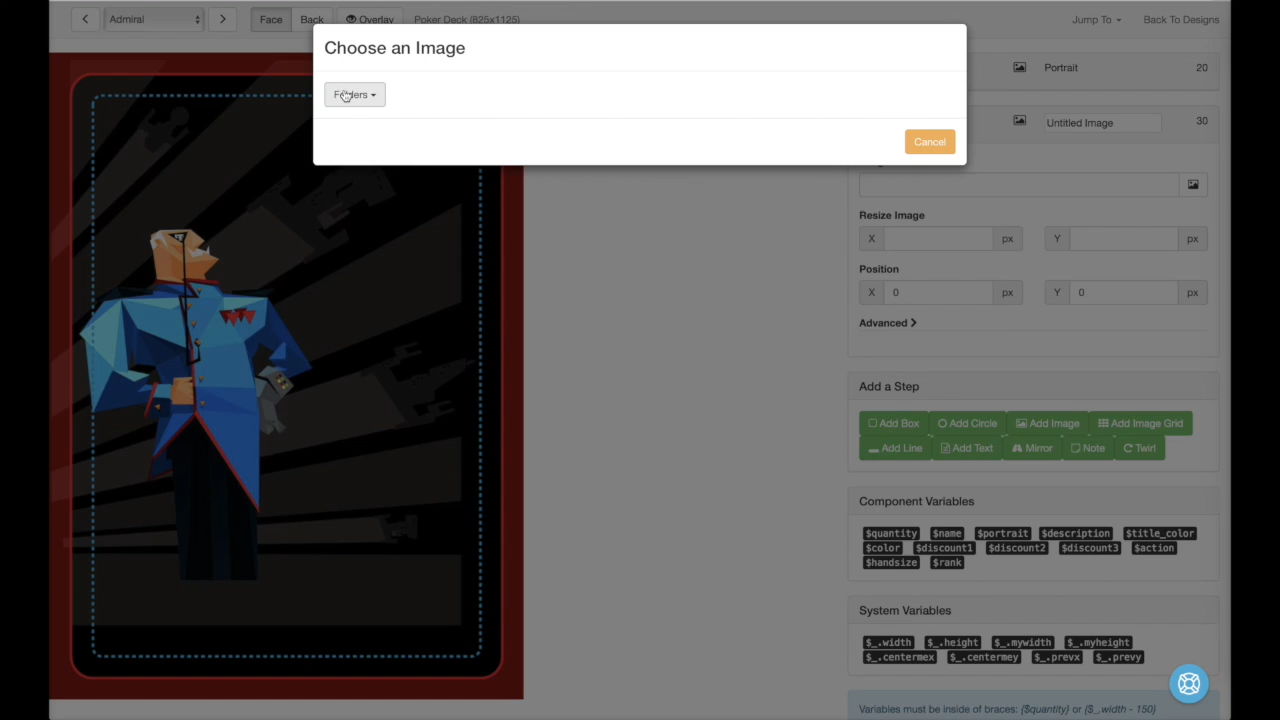 Admiral
Face
Back
Overlay
Poker Deck (825x1125)
Jump To
Back To Designs
Choose an Image
Folders
Cancel
Portrait
20
Untitled Image
30
Resize Image
X
px
Y
px
Position
X
0
px
Y
0
px
Advanced
Add a Step
Add Box
Add Circle
Add Image
Add Image Grid
Add Line
Add Text
Mirror
Note
Twirl
Component Variables
$quantity $name $portrait $description $title_color
$color $discount1 $discount2 $discount3 $action
$handsize $rank
System Variables
$_.width $_.height $_.mywidth $_.myheight
$_.centermex $_.centermey $_.prevx $_.prevy
Variables must be inside of braces: {$quantity} or {$_.width - 150}